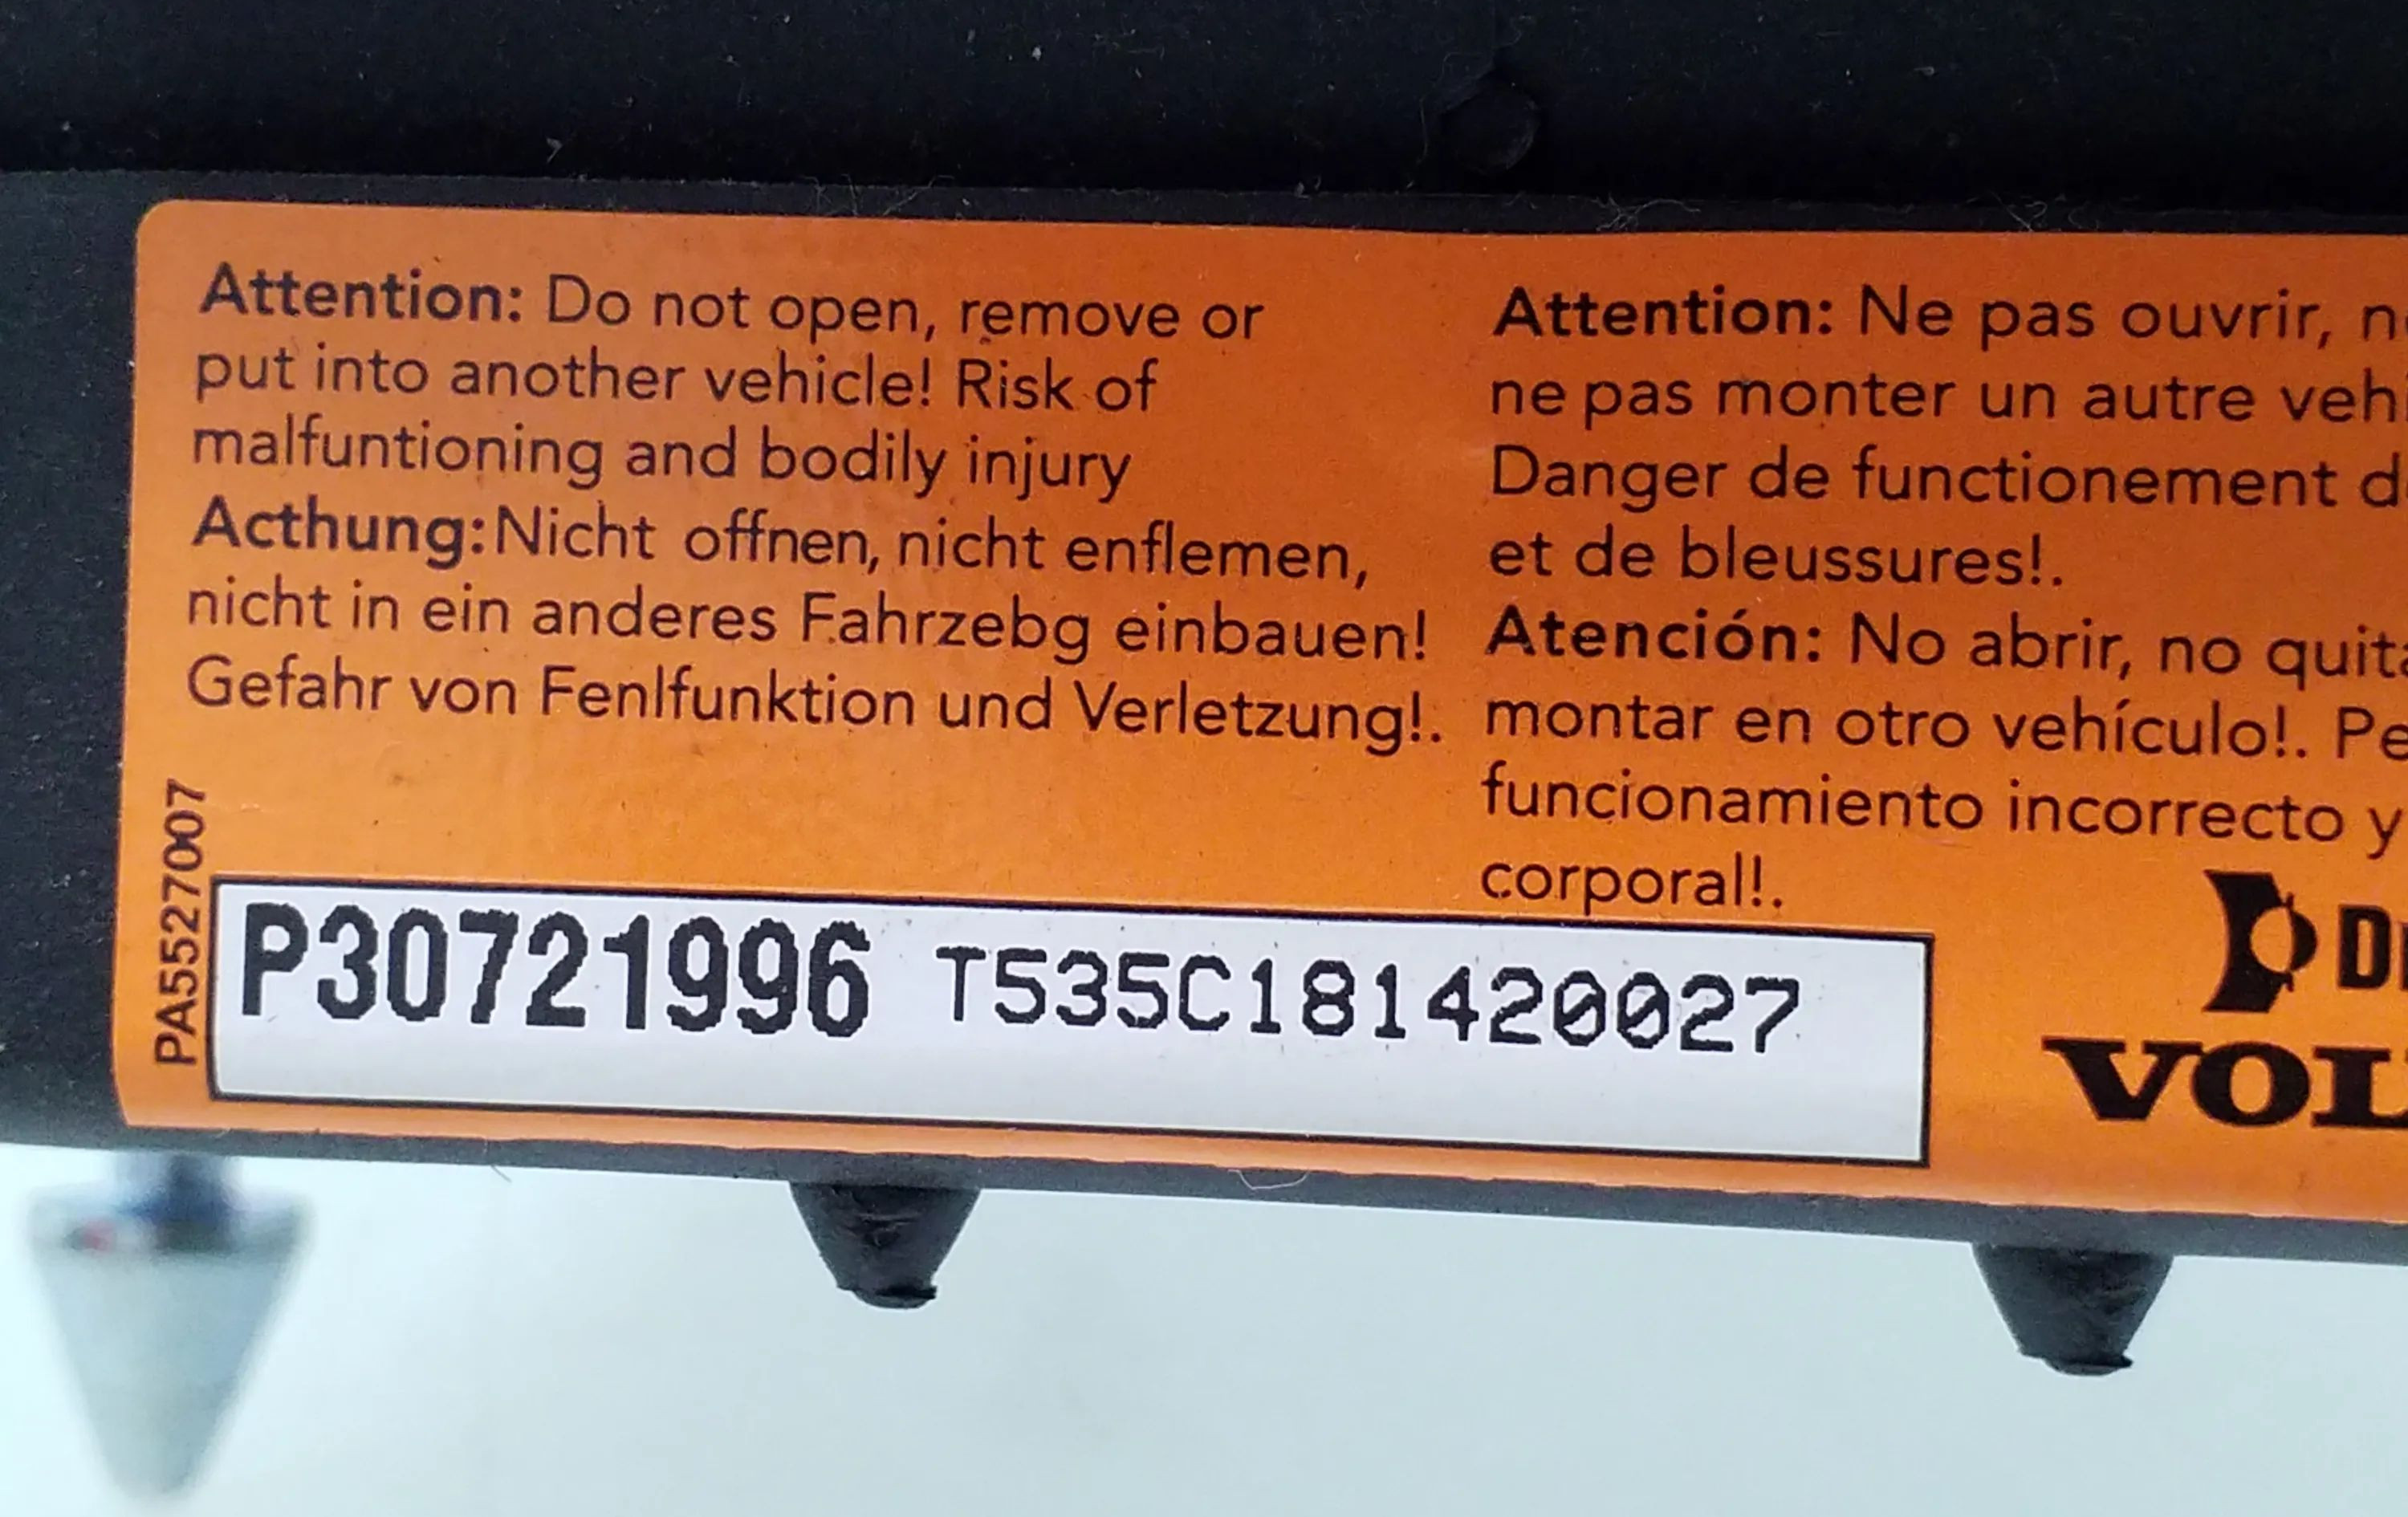 Attention: Do not open, remove or
put into another vehicle! Risk of
malfuntioning and bodily injury
Acthung: Nicht offnen, nicht enflemen,
nicht in ein anderes Fahrzebg einbauen!
Gefahr von Fenlfunktion und Verletzung!.
Attention: Ne pas ouvrir,
ne pas monter un autre
Danger de functionement
et de bleussures!.
Atención: No abrir, no
montar en otro vehículo!.
funcionamiento incorrecto y
corporal!.
PA5527007
P30721996 T535C181420027